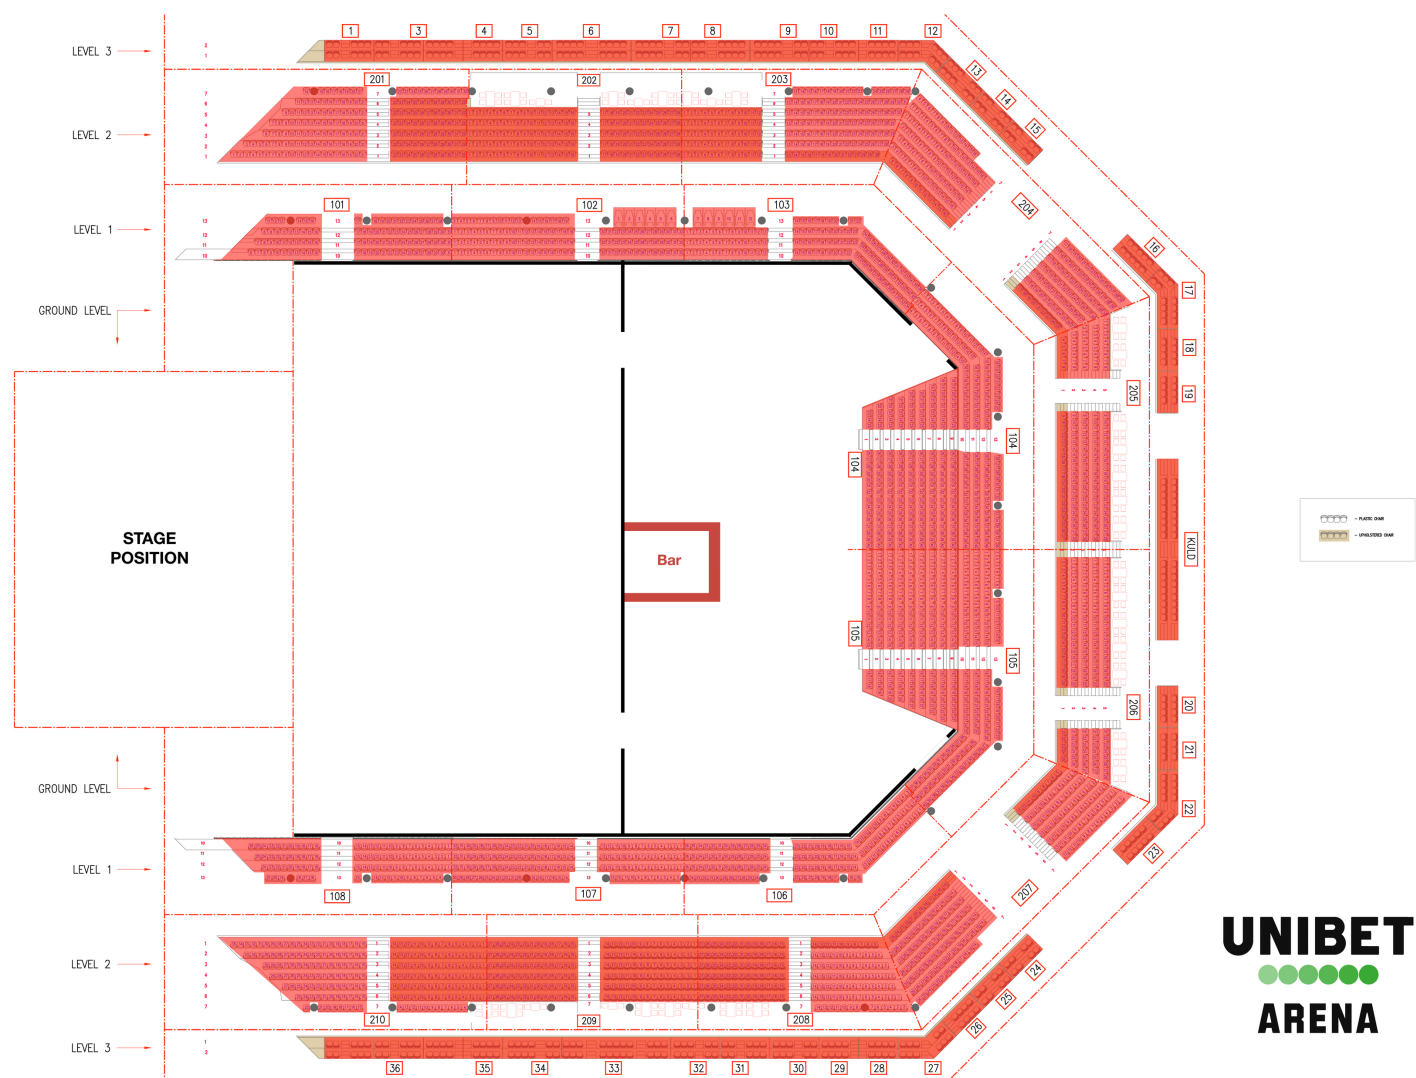 1 3 4 5 6 7 8 9 10 11 12
LEVEL 3
13
14
15
201 202 203
LEVEL 2
204
16
17
18
19
101 102 103
LEVEL 1
GROUND LEVEL
205
104
104
STAGE
POSITION
Bar
KULD
- PLASTIC CHAIR
- UPHOLSTERED CHAIR
105
105
206
20
21
22
23
GROUND LEVEL
LEVEL 1
108 107 106
207
LEVEL 2
210 209 208
24
25
26
LEVEL 3
36 35 34 33 32 31 30 29 28 27
UNIBET
ARENA